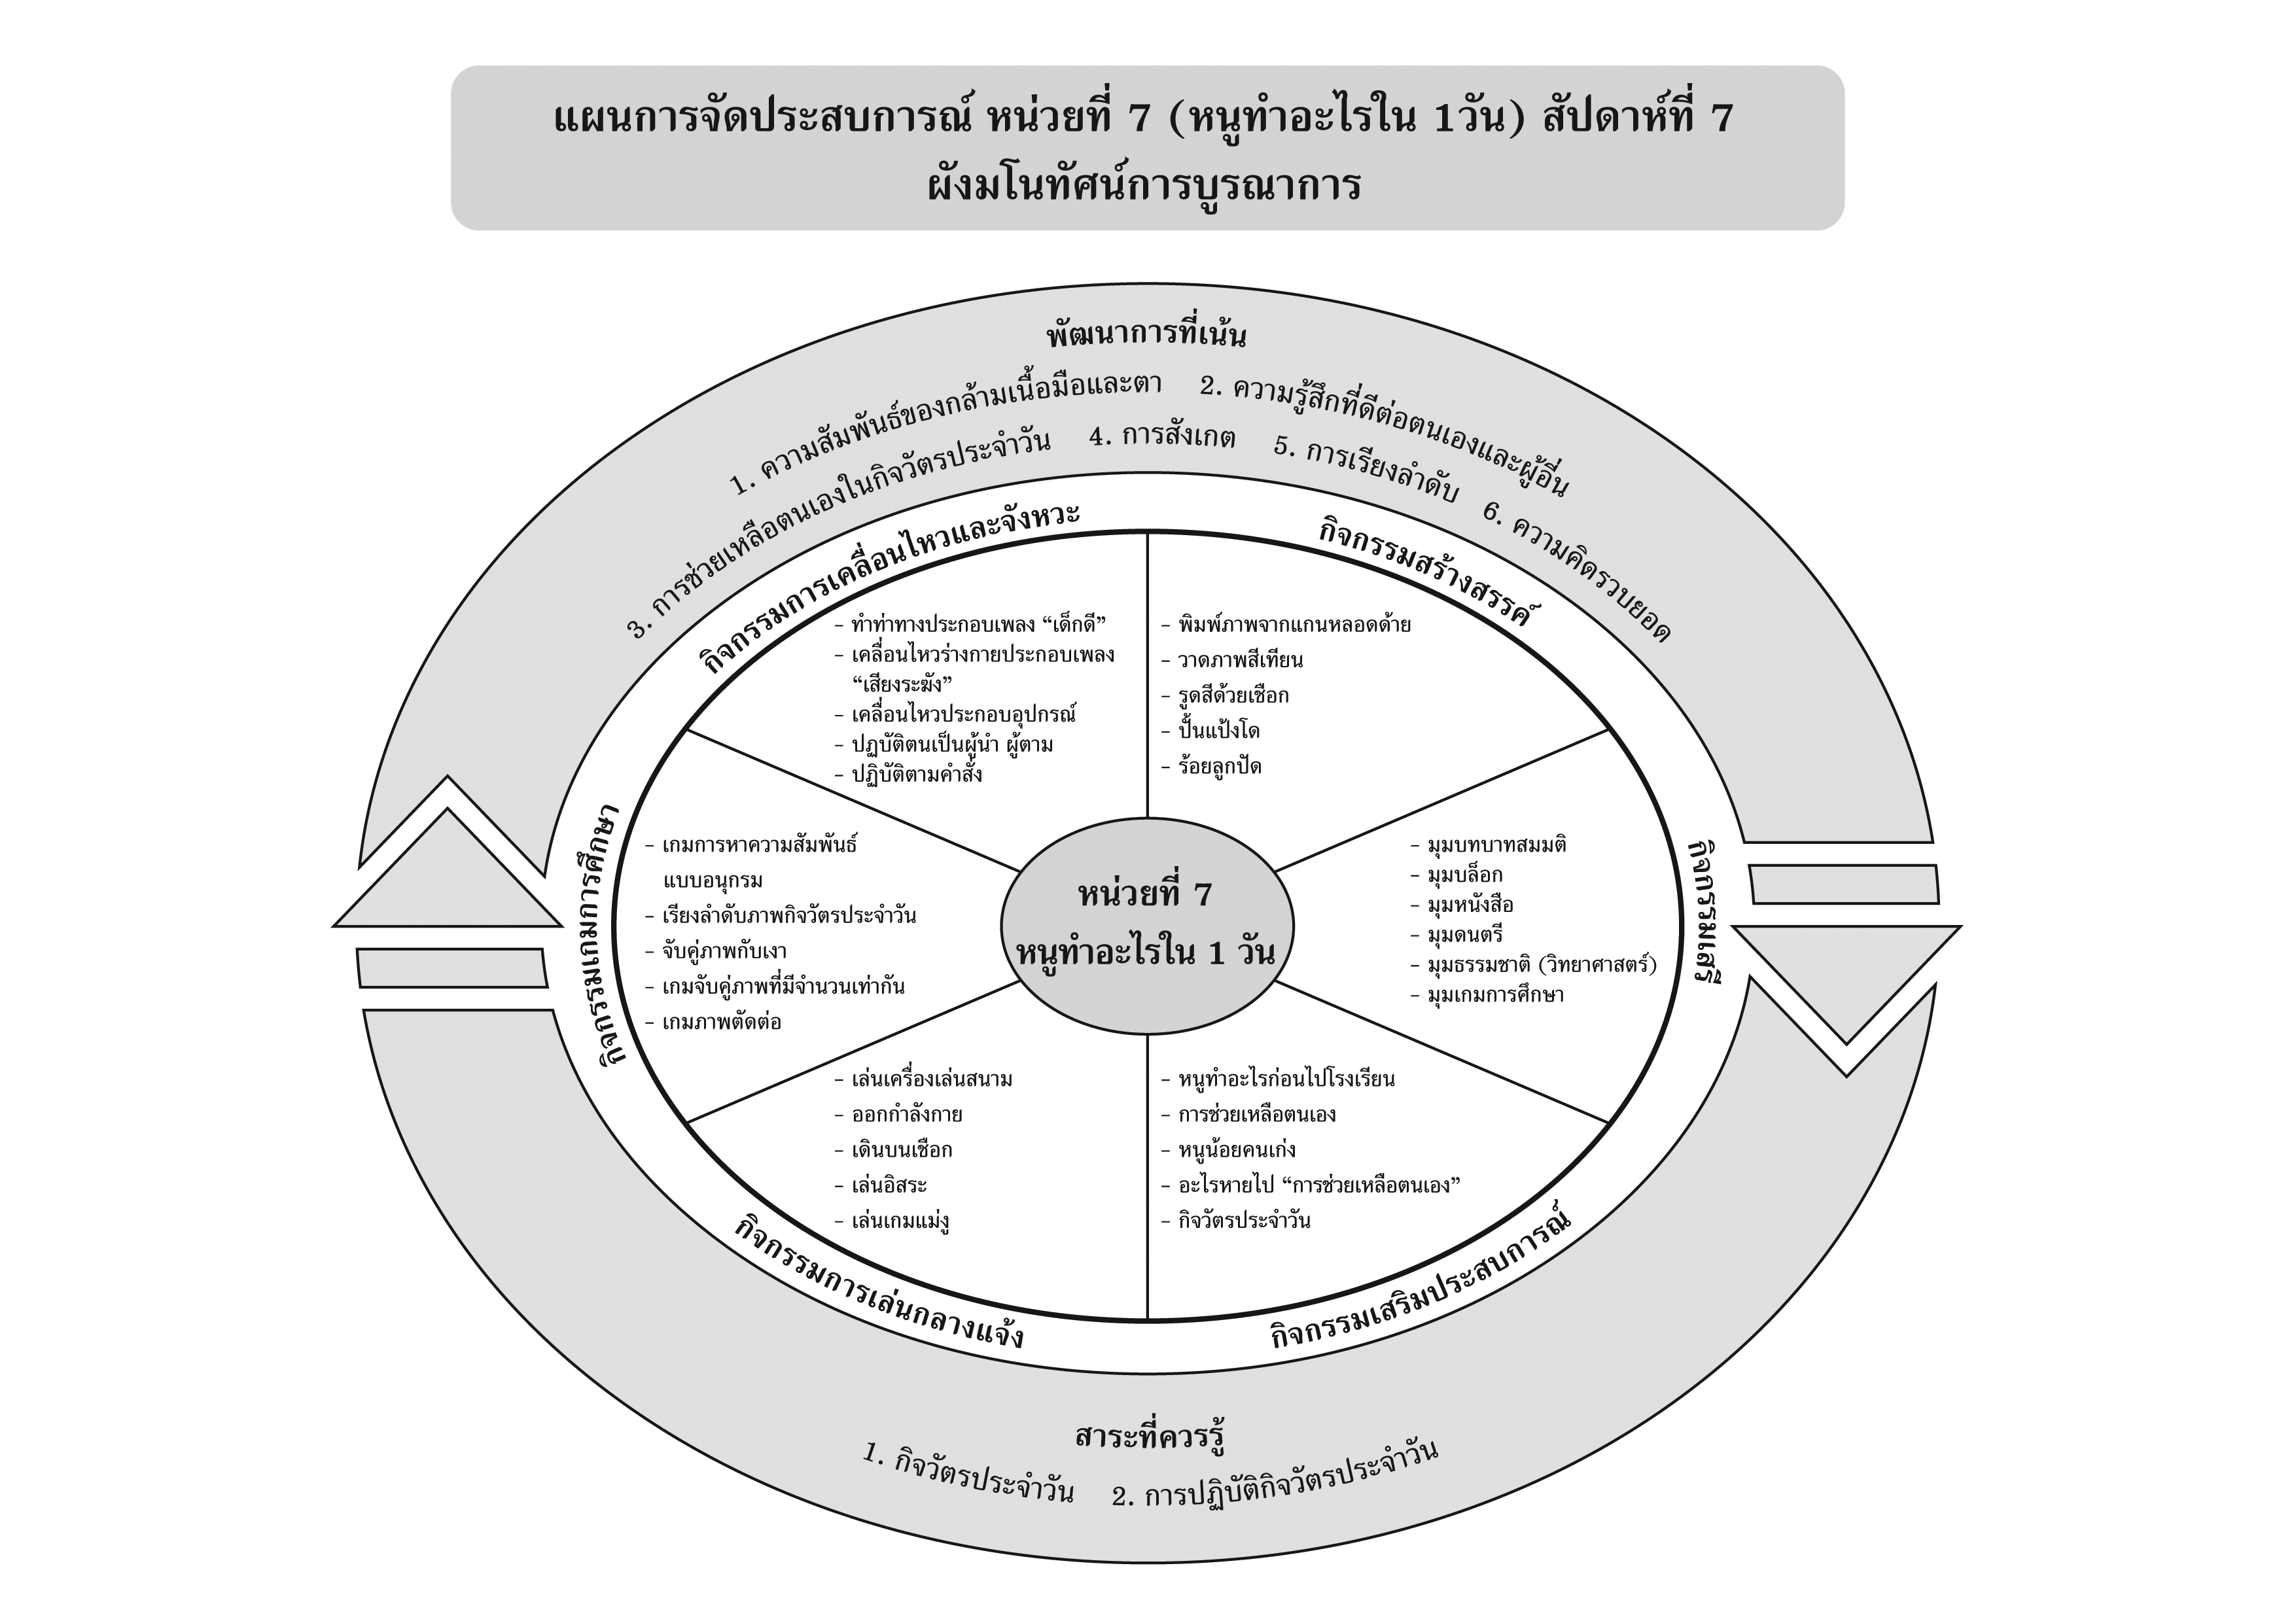 แผนการจัดประสบการณ์ หน่วยที่ 7 (หนูทำอะไรใน 1วัน) สัปดาห์ที่ 7
ผังมโนทัศน์การบูรณาการ
พัฒนาการที่เน้น
1. ความสัมพันธ์ของกล้ามเนื้อมือและตา 2. ความรู้สึกที่ดีต่อตนเองและผู้อื่น
3. การช่วยเหลือตนเองในกิจวัตรประจำวัน 4. การสังเกต 5. การเรียงลำดับ 6. ความคิดรวบยอด
กิจกรรมการเคลื่อนไหวและจังหวะ
- ทำท่าทางประกอบเพลง “เด็กดี”
- เคลื่อนไหวร่างกายประกอบเพลง
“เสียงระฆัง”
- เคลื่อนไหวประกอบอุปกรณ์
- ปฏบัติตนเป็นผู้นำ ผู้ตาม
- ปฏิบัติตามคำสั่ง
กิจกรรมสร้างสรรค์
- พิมพ์ภาพจากแกนหลอดด้าย
- วาดภาพสีเทียน
- รูดสีด้วยเชือก
- ปั้นแป้งโด
- ร้อยลูกปัด
กิจกรรมเกมการศึกษา
- เกมการหาความสัมพันธ์
แบบอนุกรม
- เรียงลำดับภาพกิจวัตรประจำวัน
- จับคู่ภาพกับเงา
- เกมจับคู่ภาพที่มีจำนวนเท่ากัน
- เกมภาพตัดต่อ
หน่วยที่ 7
หนูทำอะไรใน 1 วัน
กิจกรรมเสรี
- มุมบทบาทสมมติ
- มุมบล็อก
- มุมหนังสือ
- มุมดนตรี
- มุมธรรมชาติ (วิทยาศาสตร์)
- มุมเกมการศึกษา
กิจกรรมการเล่นกลางแจ้ง
- เล่นเครื่องเล่นสนาม
- ออกกำลังกาย
- เดินบนเชือก
- เล่นอิสระ
- เล่นเกมแม่งู
กิจกรรมเสริมประสบการณ์
- หนูทำอะไรก่อนไปโรงเรียน
- การช่วยเหลือตนเอง
- หนูน้อยคนเก่ง
- อะไรหายไป “การช่วยเหลือตนเอง”
- กิจวัตรประจำวัน
สาระที่ควรรู้
1. กิจวัตรประจำวัน 2. การปฏิบัติกิจวัตรประจำวัน